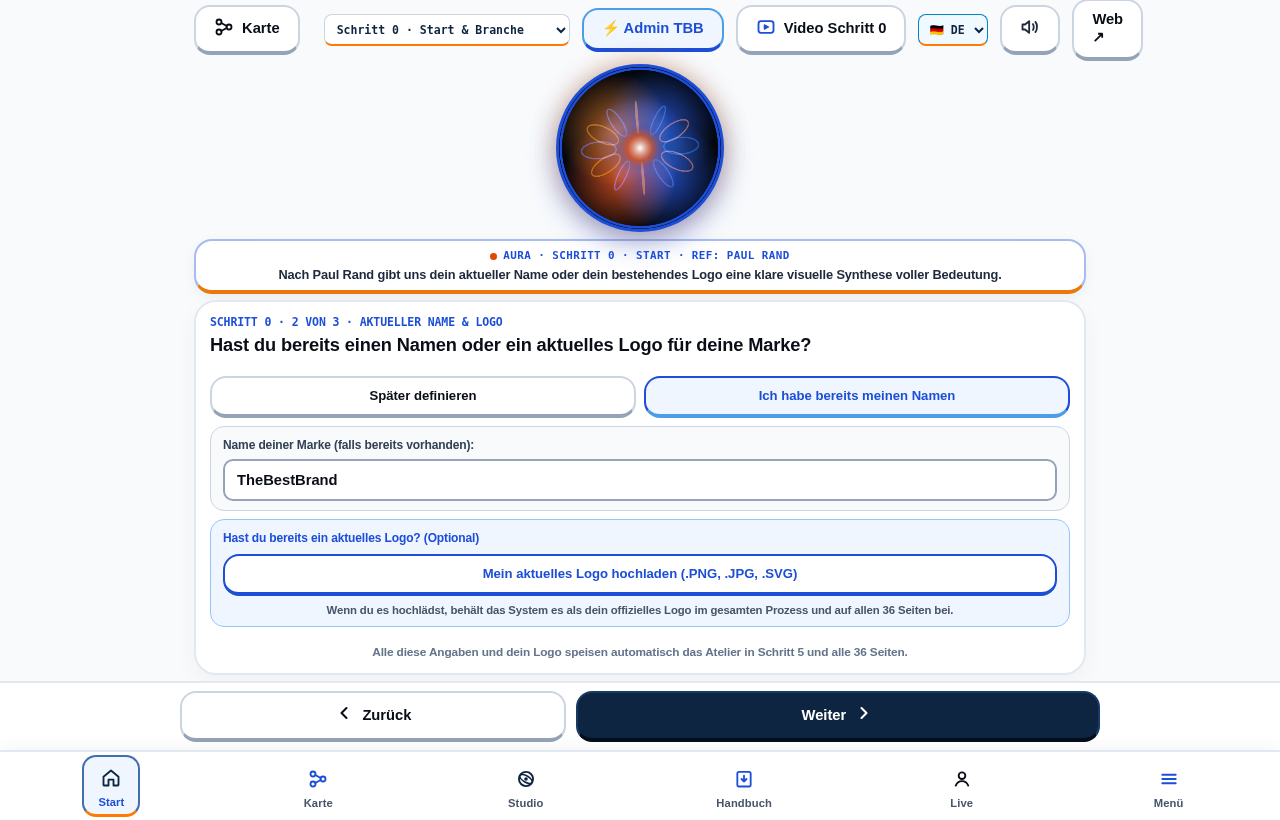 Karte
Schritt 0 · Start & Branche
⚡ Admin TBB
Video Schritt 0
🇩🇪 DE
Web ↗
AURA · SCHRITT 0 · START · REF: PAUL RAND
Nach Paul Rand gibt uns dein aktueller Name oder dein bestehendes Logo eine klare visuelle Synthese voller Bedeutung.
SCHRITT 0 · 2 VON 3 · AKTUELLER NAME & LOGO
Hast du bereits einen Namen oder ein aktuelles Logo für deine Marke?
Später definieren
Ich habe bereits meinen Namen
Name deiner Marke (falls bereits vorhanden):
TheBestBrand
Hast du bereits ein aktuelles Logo? (Optional)
Mein aktuelles Logo hochladen (.PNG, .JPG, .SVG)
Wenn du es hochlädst, behält das System es als dein offizielles Logo im gesamten Prozess und auf allen 36 Seiten bei.
Alle diese Angaben und dein Logo speisen automatisch das Atelier in Schritt 5 und alle 36 Seiten.
Zurück
Weiter
Start
Karte
Studio
Handbuch
Live
Menü